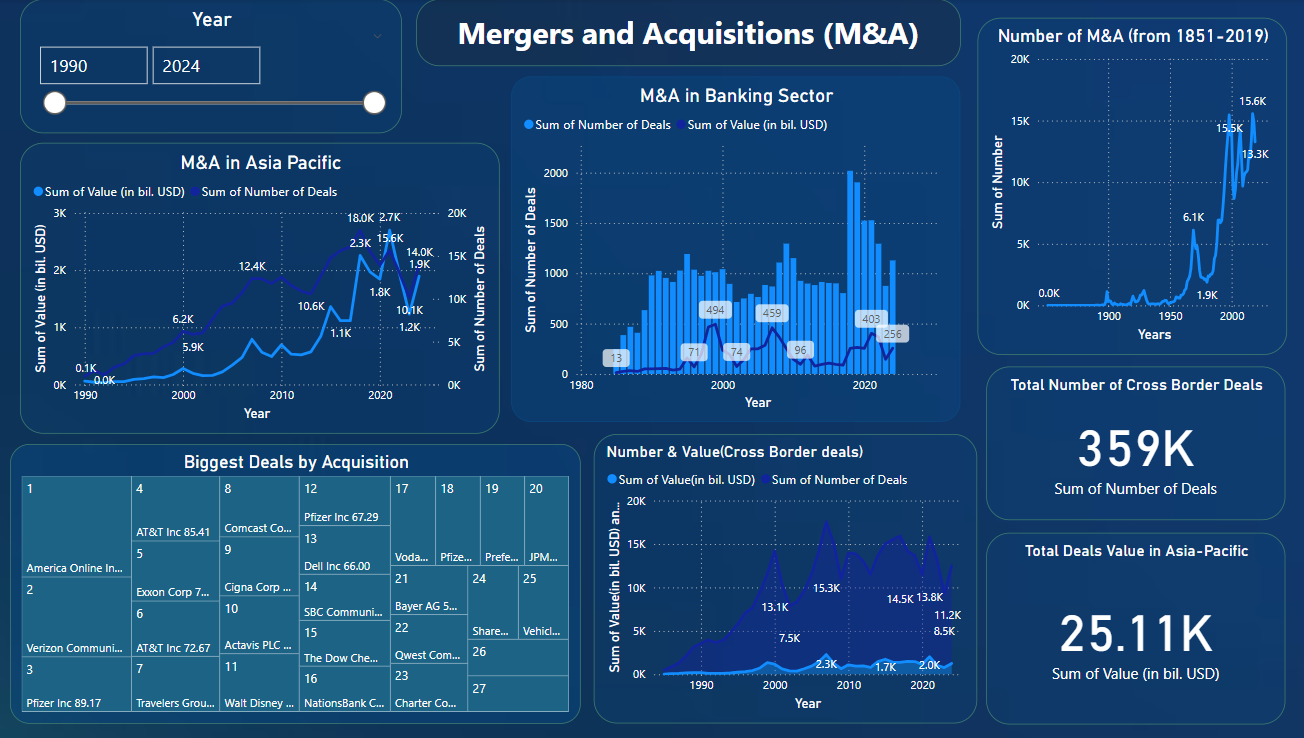 Year
1990
2024
Mergers and Acquisitions (M&A)
M&A in Asia Pacific
Sum of Value (in bil. USD) Sum of Number of Deals
Sum of Value (in bil. USD)
3K
2K
1K
0K
0.1K
0.0K
6.2K
5.9K
12.4K
10.6K
18.0K
2.7K
2.3K
15.6K
1.1K
1.8K
14.0K
1.9K
10.1K
1.2K
20K
15K
10K
5K
0K
Sum of Number of Deals
1990 2000 2010 2020
Year
M&A in Banking Sector
Sum of Number of Deals Sum of Value (in bil. USD)
Sum of Number of Deals
2000
1500
1000
500
0
13
71
494
74
459
96
403
256
1980 2000 2020
Year
Number of M&A (from 1851-2019)
Sum of Number
20K
15K
10K
5K
0K
0.0K
6.1K
1.9K
15.5K
15.6K
13.3K
1900 1950 2000
Years
Biggest Deals by Acquisition
1
America Online In...
2
Verizon Communi...
3
Pfizer Inc 89.17
4
AT&T Inc 85.41
5
Exxon Corp 7...
6
AT&T Inc 72.67
7
Travelers Grou...
8
Comcast Co...
9
Cigna Corp ...
10
Actavis PLC ...
11
Walt Disney ...
12
Pfizer Inc 67.29
13
Dell Inc 66.00
14
SBC Communi...
15
The Dow Che...
16
NationsBank C...
17
Voda...
18
Pfize...
19
Prefe...
20
JPM...
21
Bayer AG 5...
22
Qwest Com...
23
Charter Co...
24
Share...
25
Vehicl...
26
27
Number & Value(Cross Border deals)
Sum of Value(in bil. USD) Sum of Number of Deals
Sum of Value(in bil. USD) an...
20K
15K
10K
5K
0K
13.1K
7.5K
15.3K
2.3K
14.5K
1.7K
13.8K
2.0K
11.2K
8.5K
1990 2000 2010 2020
Year
Total Number of Cross Border Deals
359K
Sum of Number of Deals
Total Deals Value in Asia-Pacific
25.11K
Sum of Value (in bil. USD)